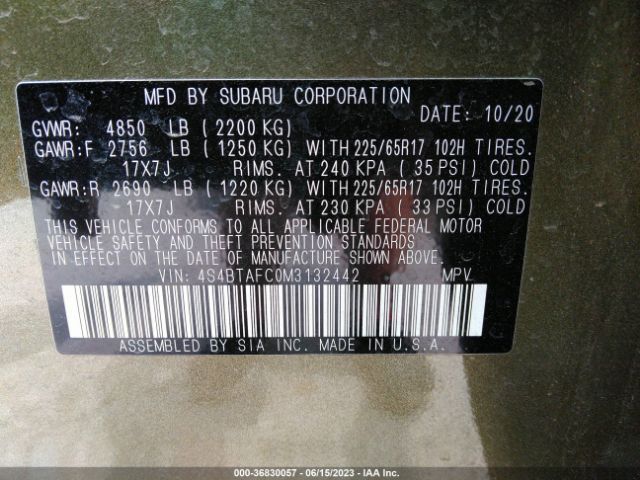 MFD BY SUBARU CORPORATION
DATE: 10/20
GVWR: 4850 LB ( 2200 KG)
GAWR:F 2756 LB ( 1250 KG) WITH 225/65R17 102H TIRES.
17X7J RIMS. AT 240 KPA ( 35 PSI) COLD
GAWR:R 2690 LB ( 1220 KG) WITH 225/65R17 102H TIRES.
17X7J RIMS. AT 230 KPA ( 33 PSI) COLD
THIS VEHICLE CONFORMS TO ALL APPLICABLE FEDERAL MOTOR
VEHICLE SAFETY AND THEFT PREVENTION STANDARDS
IN EFFECT ON THE DATE OF MANUFACTURE SHOWN ABOVE.
VIN: 4S4BTAFC0M3132442 MPV
ASSEMBLED BY SIA INC. MADE IN U.S.A.
000-36830057 - 06/15/2023 - IAA Inc.